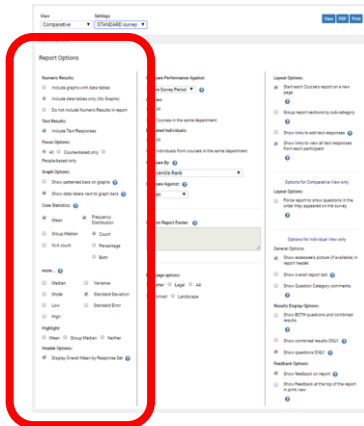 View
Settings
Comparative
STANDARD survey
View
PDF
Print
Report Options
Numeric Results:
Include graphs with data tables
Include data tables only (No Graphs)
Do not include Numeric Results in report
Text Results:
Include Text Responses
Focus Options:
All
Course-based only
People-based only
Graph Options:
Show patterned bars on graphs
Show data labels next to graph bars
Core Statistics:
Mean
Frequency Distribution
Group Median
Count
N/A count
Percentage
Both
more...
Median
Variance
Mode
Standard Deviation
Low
Standard Error
High
Highlight:
Mean
Group Median
Neither
Header Options:
Display Overall Mean by Response Set
Performance Against:
Survey Period
Courses in the same department
Individuals:
Individuals from courses in the same department
By:
Rank
Against:
Report Footer:
page options:
Legal
A4
Landscape
Layout Options:
Start each Course's report on a new page
Group report sections by sub-category
Show links to edit text responses
Show links to view all text responses from each participant
Options for Comparative View only
Layout Options:
Force report to show questions in the order they appeared on the survey
Options for Individual View only
General Options:
Show assessee's picture (if available) in report header.
Show overall report last
Show Question Category comments.
Results Display Options:
Show BOTH questions and combined results.
Show combined results ONLY.
Show questions ONLY.
Feedback Options:
Show Feedback on report
Show Feedback at the top of the report in print view